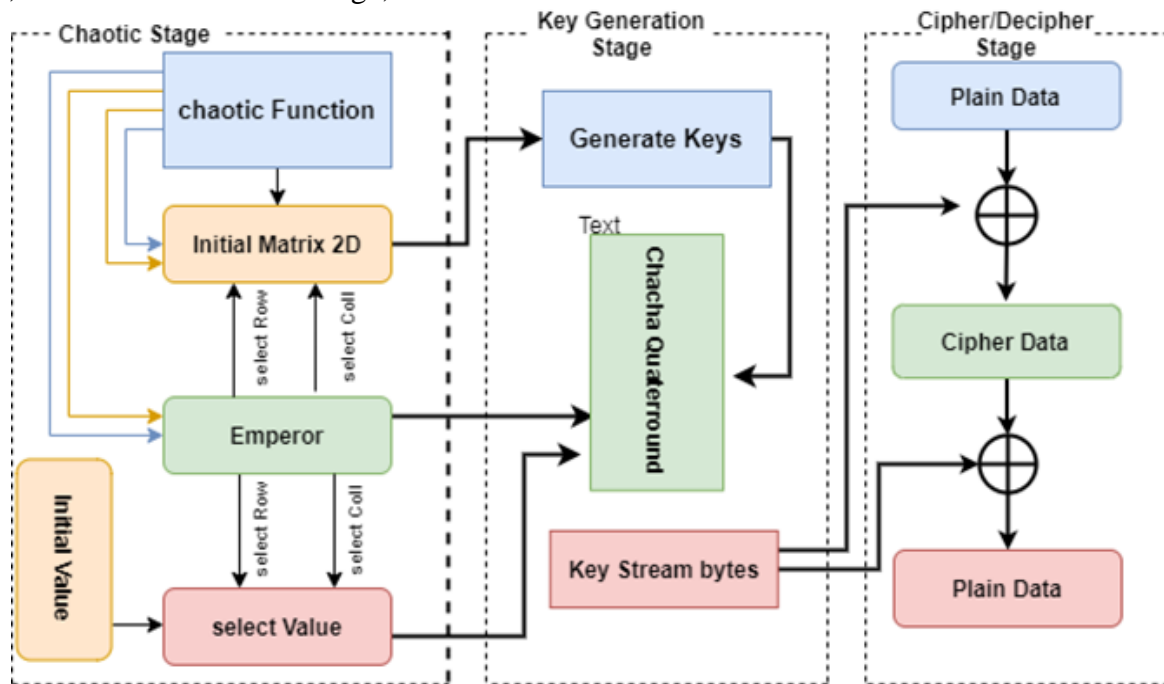 Chaotic Stage
chaotic Function
Initial Matrix 2D
select Row
select Coll
Emperor
select Row
select Coll
Initial Value
select Value
Key Generation
Stage
Generate Keys
Text
Chacha Quaterround
Key Stream bytes
Cipher/Decipher
Stage
Plain Data
Cipher Data
Plain Data